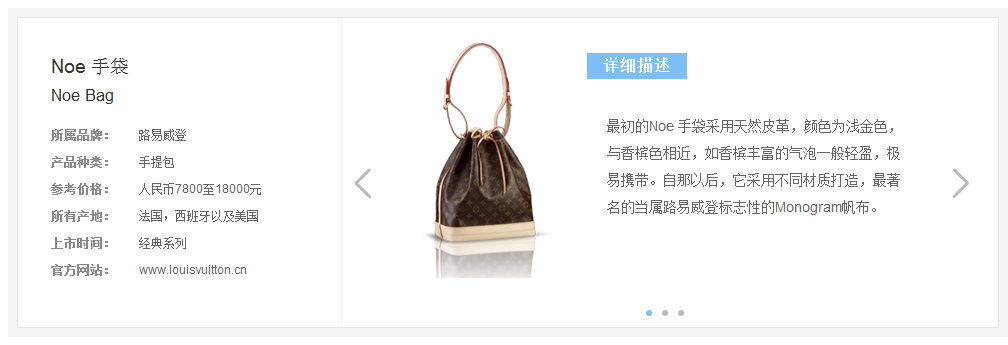 Noe 手袋
Noe Bag
所属品牌： 路易威登
产品种类： 手提包
参考价格： 人民币7800至18000元
所有产地： 法国，西班牙以及美国
上市时间： 经典系列
官方网站： www.louisvuitton.cn
详细描述
最初的Noe 手袋采用天然皮革，颜色为浅金色，
与香槟色相近，如香槟丰富的气泡一般轻盈，极
易携带。自那以后，它采用不同材质打造，最著
名的当属路易威登标志性的Monogram帆布。